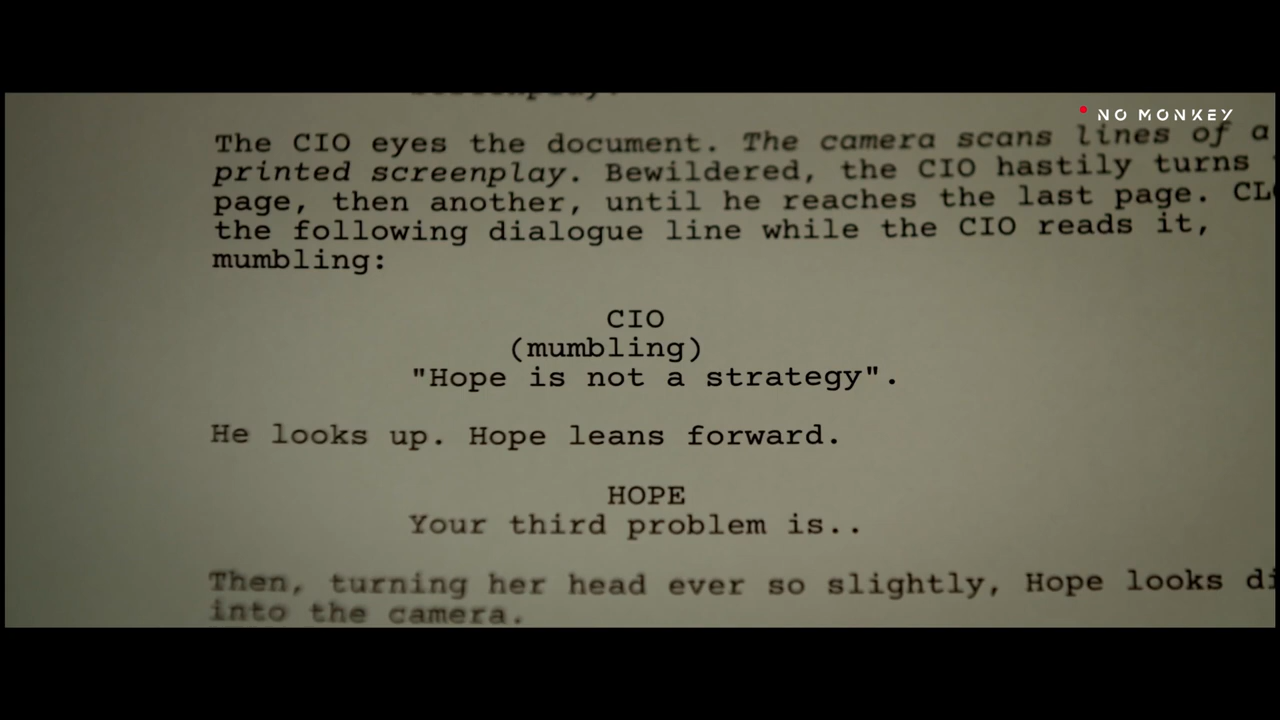 NO MONKEY
The CIO eyes the document. The camera scans lines of a
printed screenplay. Bewildered, the CIO hastily turns
page, then another, until he reaches the last page.
the following dialogue line while the CIO reads it,
mumbling:
CIO
(mumbling)
"Hope is not a strategy".
He looks up. Hope leans forward.
HOPE
Your third problem is..
Then, turning her head ever so slightly, Hope looks
into the camera.